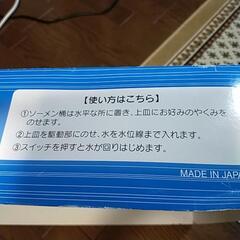 【使い方はこちら】
①ソーメン桶は水平な所に置き、上皿にお好みのやくみを
のせます。
②上皿を駆動部にのせ、水を水位線まで入れます。
③スイッチを押すと水が回りはじめます。
MADE IN JAPA